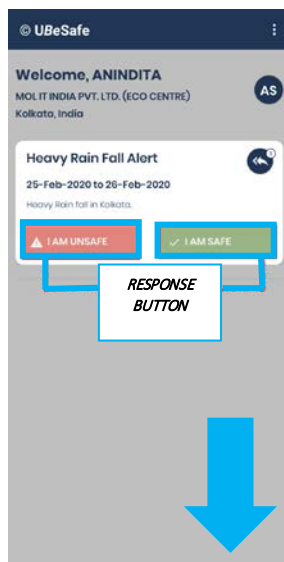 © UBeSafe
Welcome, ANINDITA
MOL IT INDIA PVT. LTD. (ECO CENTRE)
AS
Kolkata, India
Heavy Rain Fall Alert
25-Feb-2020 to 26-Feb-2020
Heavy Rain fall in Kolkata.
I AM UNSAFE
I AM SAFE
RESPONSE
BUTTON